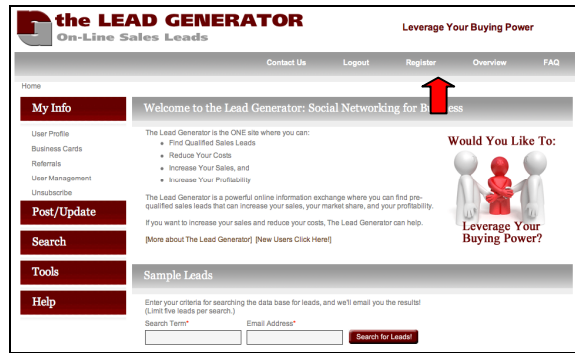 the LEAD GENERATOR
On-Line Sales Leads
Leverage Your Buying Power
Contact Us Logout Register Overview FAQ
Home
My Info
User Profile
Business Cards
Referrals
User Management
Unsubscribe
Post/Update
Search
Tools
Help
Welcome to the Lead Generator: Social Networking for Business
The Lead Generator is the ONE site where you can:
Find Qualified Sales Leads
Reduce Your Costs
Increase Your Sales, and
Increase Your Profitability
The Lead Generator is a powerful online information exchange where you can find pre-
qualified sales leads that can increase your sales, your market share, and your profitability.
If you want to increase your sales and reduce your costs, The Lead Generator can help.
[More about The Lead Generator] [New Users Click Here!]
Would You Like To:
Leverage Your
Buying Power?
Sample Leads
Enter your criteria for searching the data base for leads, and we'll email you the results!
(Limit five leads per search.)
Search Term* Email Address*
Search for Leads!